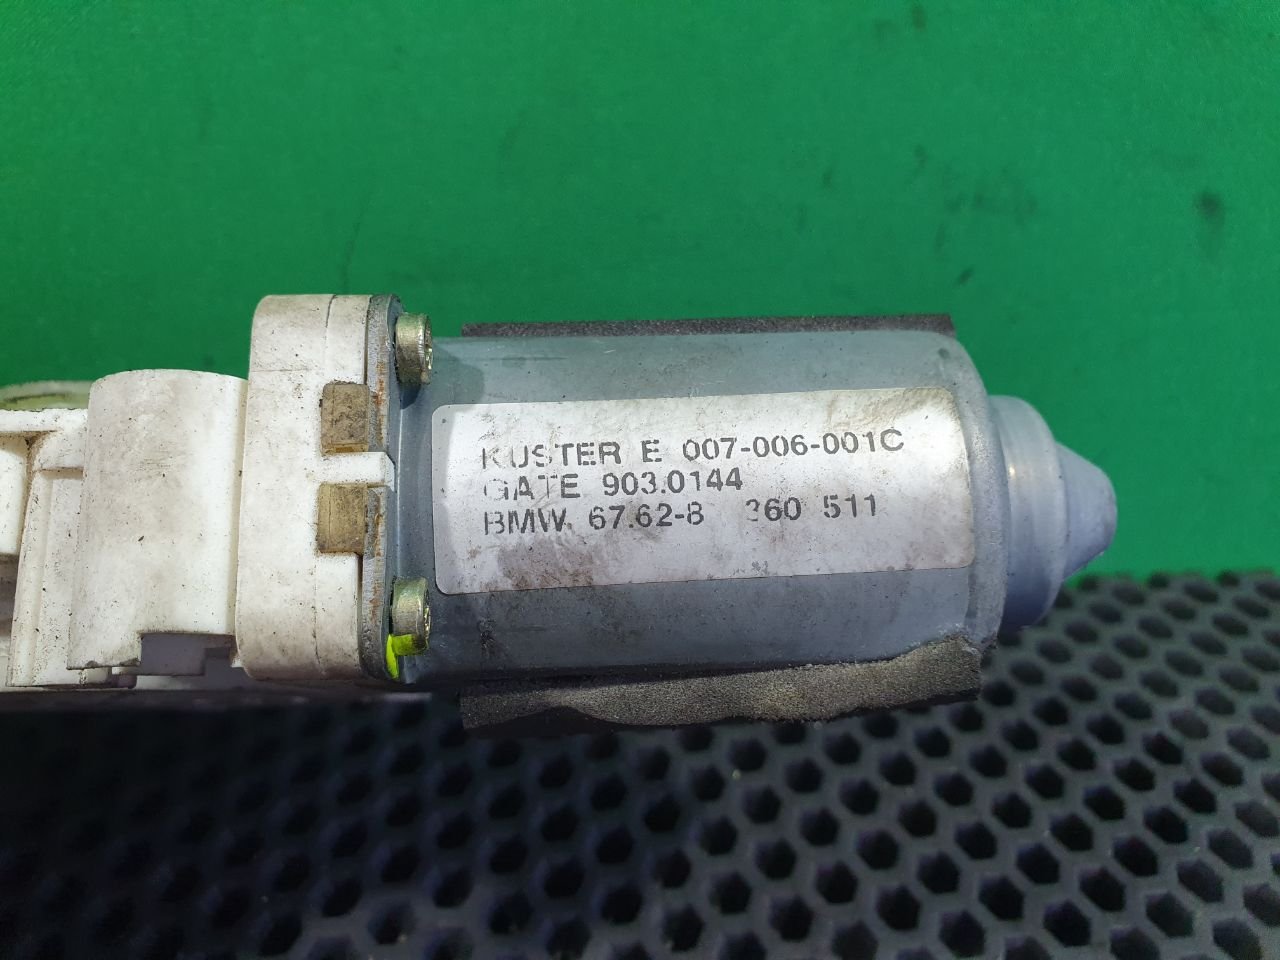 KUSTER E 007-006-001C
GATE 903.0144
BMW. 67.62-8 360 511